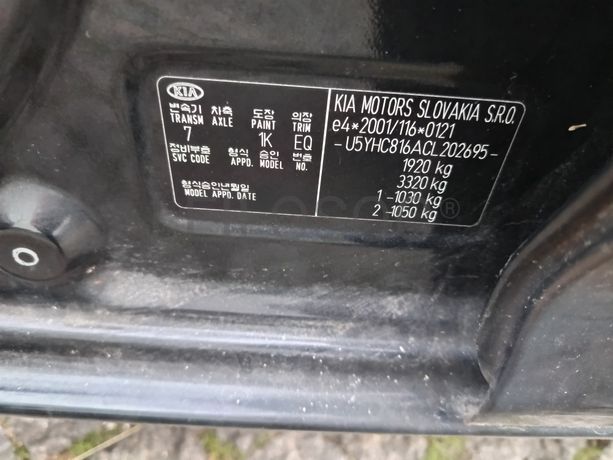 KIA
변속기 차축 도장 의장
TRANSM AXLE PAINT TRIM
7 1K EQ
정비부호 형식 승인 번호
SVC CODE APPD. MODEL NO.
형식승인년월일
MODEL APPD. DATE
KIA MOTORS SLOVAKIA S.R.O.
e4*2001/116*0121
-U5YHC816ACL202695-
1920 kg
3320 kg
1 -1030 kg
2 -1050 kg
®